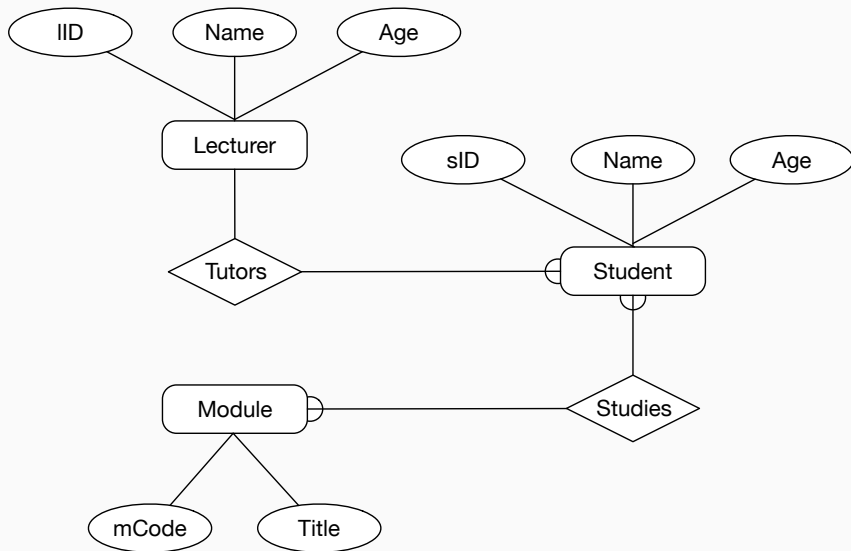 lID
Name
Age
Lecturer
sID
Name
Age
Tutors
Student
Module
Studies
mCode
Title